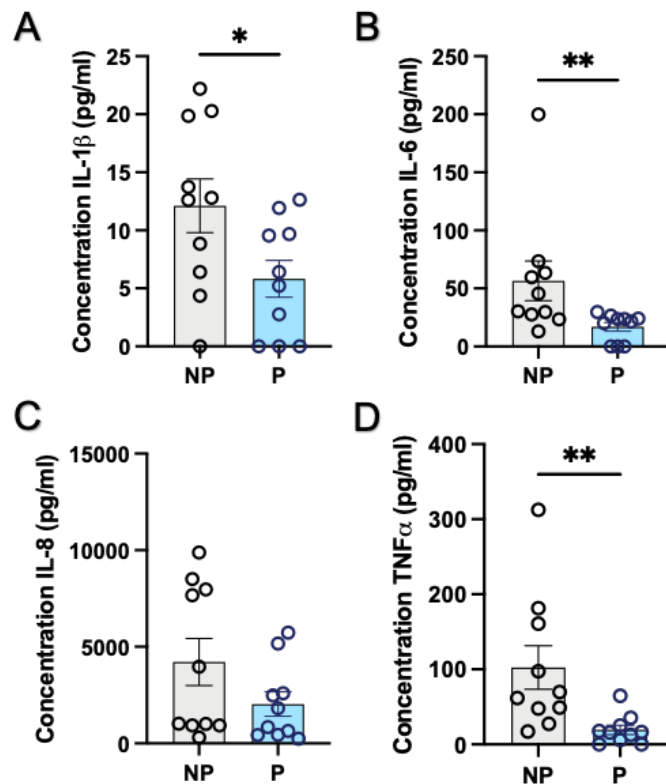 A
Concentration IL-1β (pg/ml)
25
20
15
10
5
0
*
NP
P
B
Concentration IL-6 (pg/ml)
250
200
150
100
50
0
**
NP
P
C
Concentration IL-8 (pg/ml)
15000
10000
5000
0
NP
P
D
Concentration TNFα (pg/ml)
400
300
200
100
0
**
NP
P